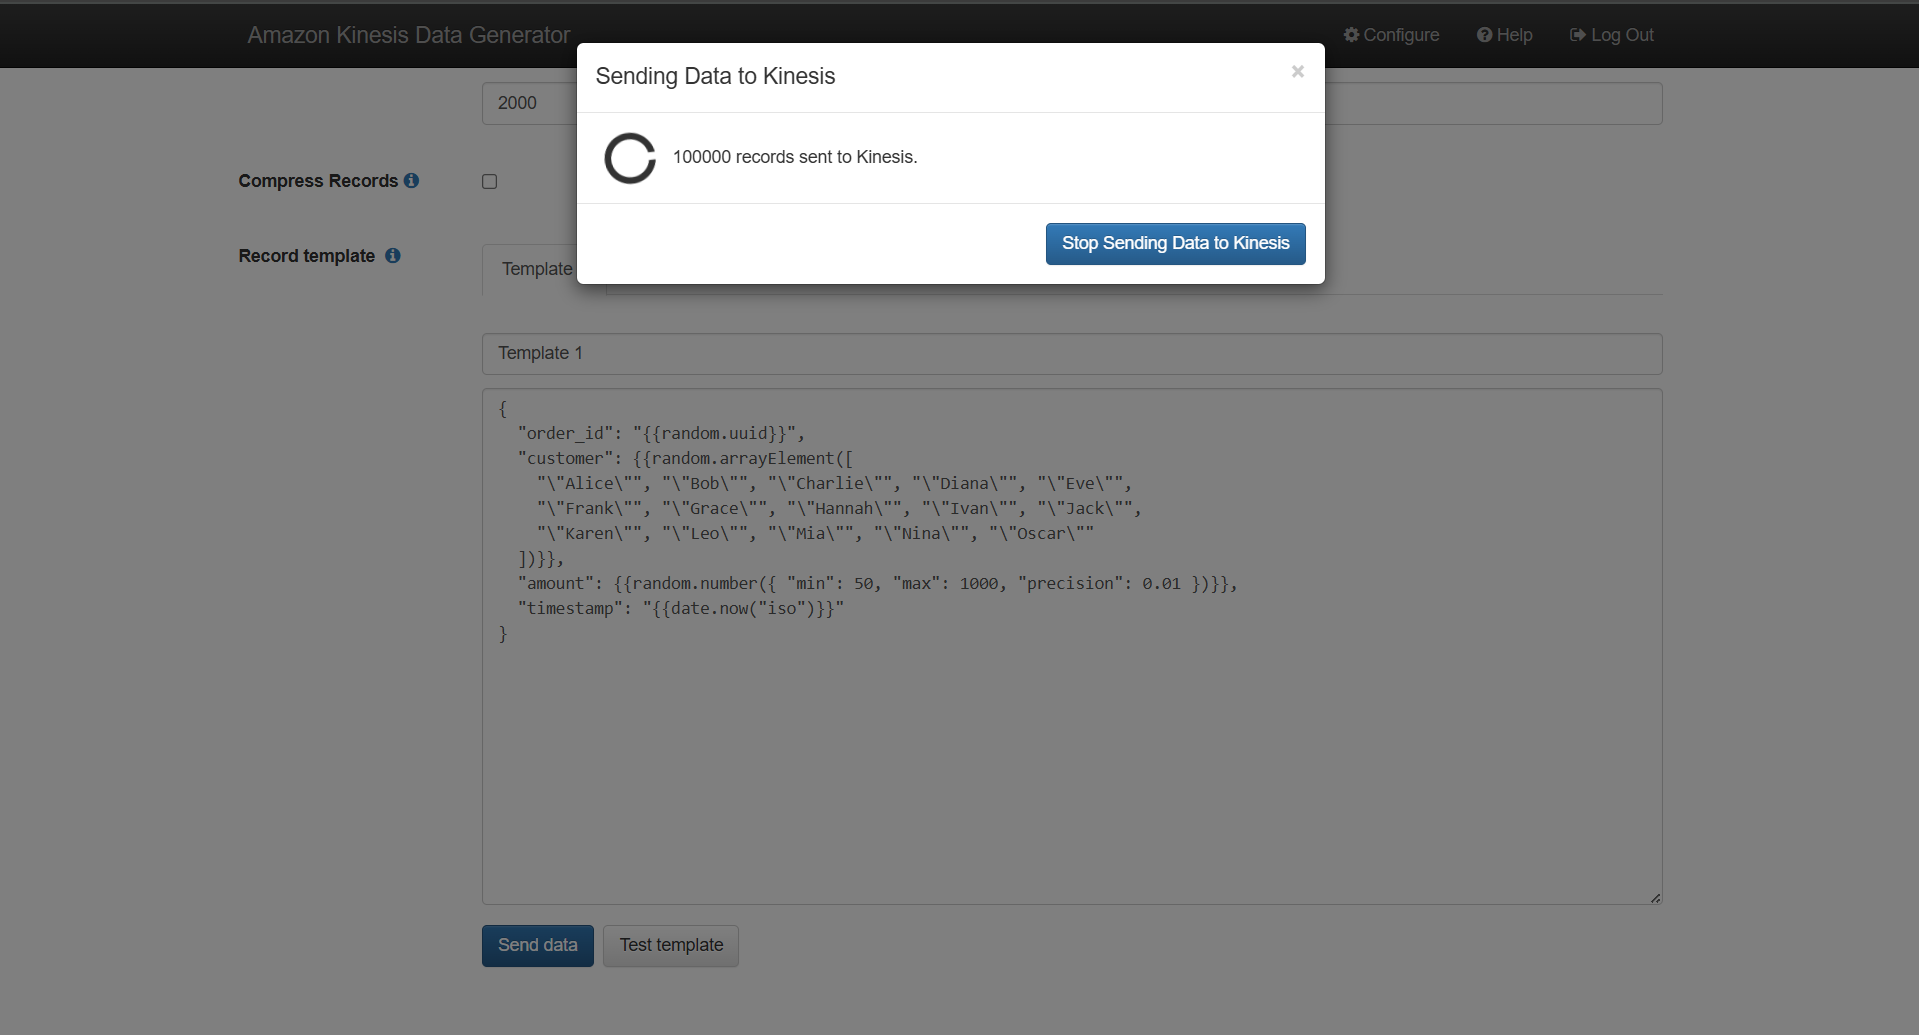 Amazon Kinesis Data Generator
Configure
Help
Log Out
Sending Data to Kinesis
×
100000 records sent to Kinesis.
Stop Sending Data to Kinesis
2000
Compress Records
Record template
Template
Template 1
{
  "order_id": "{{random.uuid}}",
  "customer": {{random.arrayElement([
    "\"Alice\"", "\"Bob\"", "\"Charlie\"", "\"Diana\"", "\"Eve\"",
    "\"Frank\"", "\"Grace\"", "\"Hannah\"", "\"Ivan\"", "\"Jack\"",
    "\"Karen\"", "\"Leo\"", "\"Mia\"", "\"Nina\"", "\"Oscar\""
  ])}},
  "amount": {{random.number({ "min": 50, "max": 1000, "precision": 0.01 })}},
  "timestamp": "{{date.now("iso")}}"
}
Send data
Test template